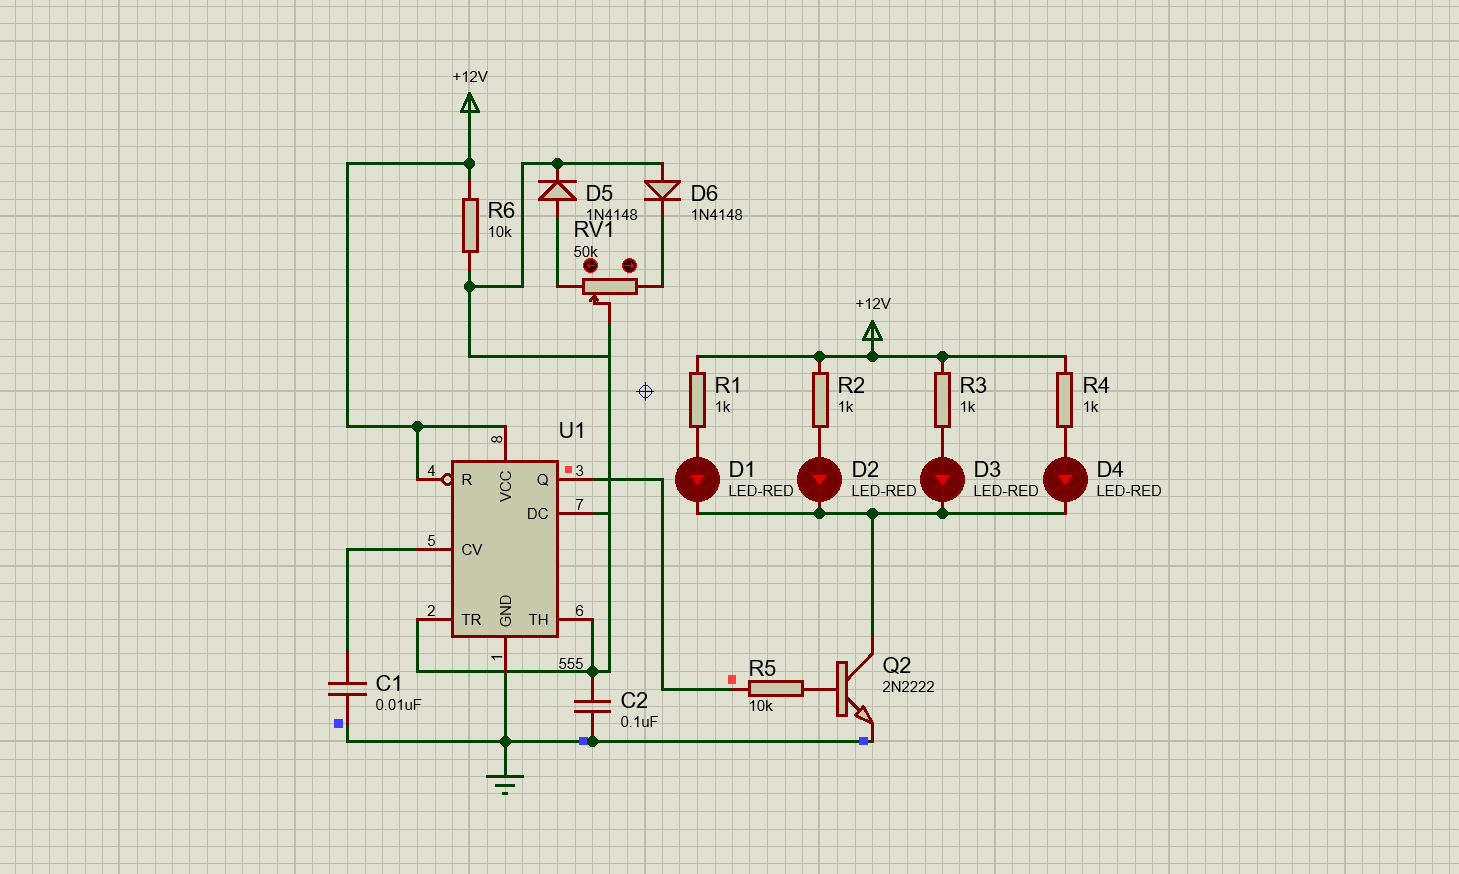 +12V
R6
10k
D5
1N4148
D6
1N4148
RV1
50k
+12V
R1
1k
R2
1k
R3
1k
R4
1k
U1
8
4
R
VCC
Q
3
DC
7
5
CV
2
TR
GND
TH
6
1
555
D1
LED-RED
D2
LED-RED
D3
LED-RED
D4
LED-RED
C1
0.01uF
C2
0.1uF
R5
10k
Q2
2N2222